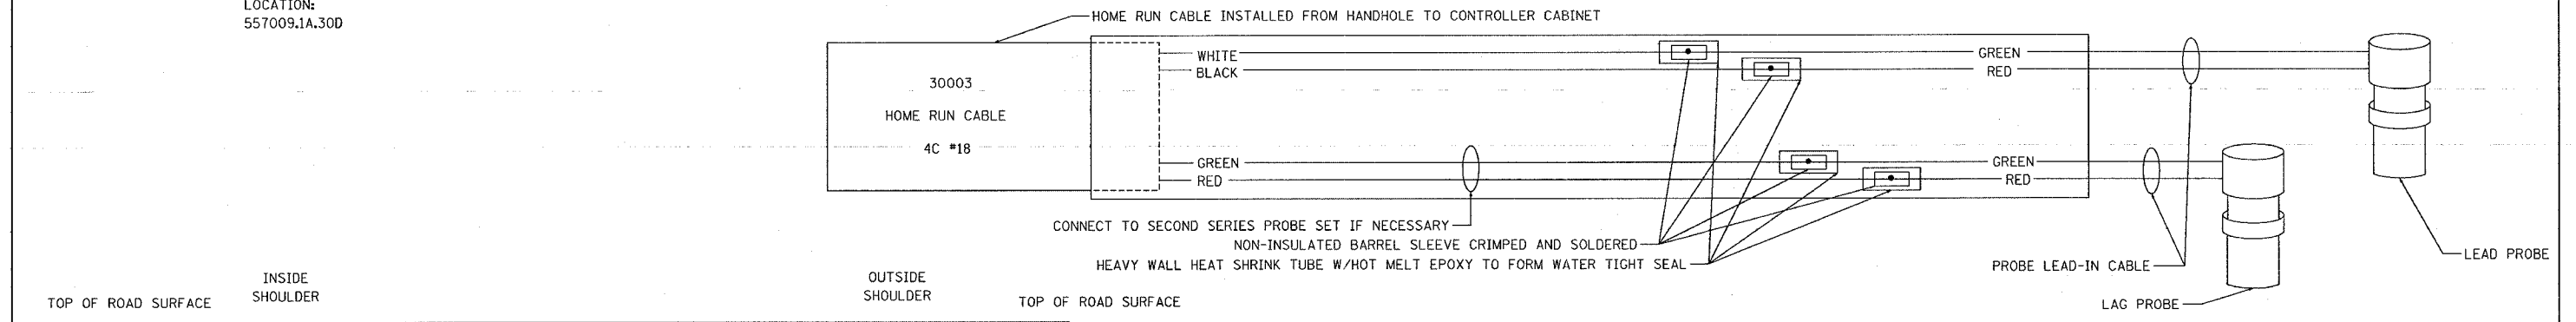 LOCATION:
557009.1A.30D
HOME RUN CABLE INSTALLED FROM HANDHOLE TO CONTROLLER CABINET
WHITE
BLACK
GREEN
RED
30003
HOME RUN CABLE
4C #18
GREEN
RED
GREEN
RED
CONNECT TO SECOND SERIES PROBE SET IF NECESSARY
NON-INSULATED BARREL SLEEVE CRIMPED AND SOLDERED
HEAVY WALL HEAT SHRINK TUBE W/HOT MELT EPOXY TO FORM WATER TIGHT SEAL
PROBE LEAD-IN CABLE
LEAD PROBE
LAG PROBE
INSIDE
SHOULDER
OUTSIDE
SHOULDER
TOP OF ROAD SURFACE
TOP OF ROAD SURFACE